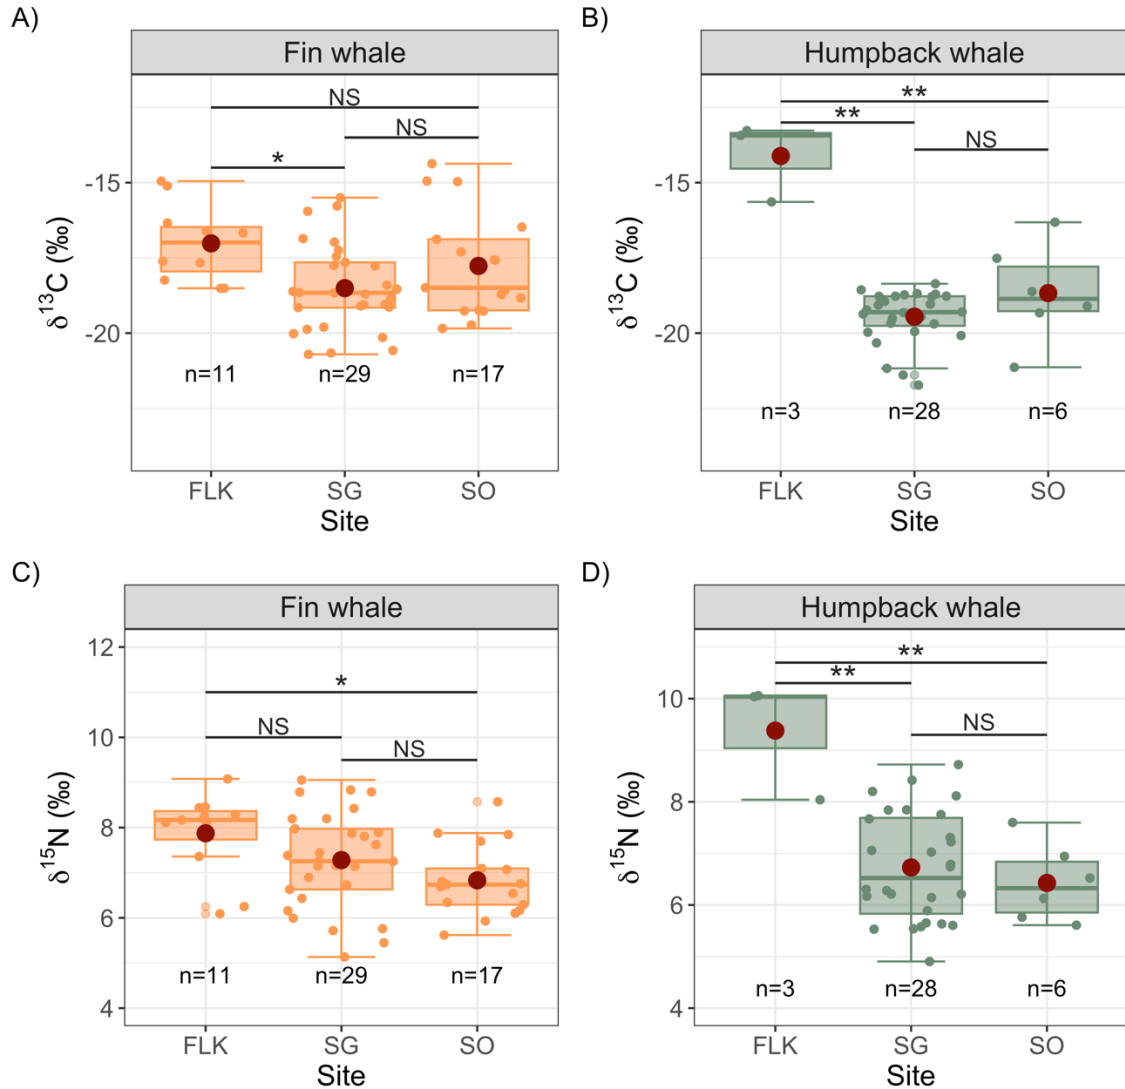 A)
Fin whale
NS
NS
*
-15
-20
δ¹³C (‰)
n=11 n=29 n=17
FLK SG SO
Site
B)
Humpback whale
**
**
NS
-15
-20
δ¹³C (‰)
n=3 n=28 n=6
FLK SG SO
Site
C)
Fin whale
12
*
NS
NS
10
8
6
4
δ¹⁵N (‰)
n=11 n=29 n=17
FLK SG SO
Site
D)
Humpback whale
**
**
NS
10
8
6
4
δ¹⁵N (‰)
n=3 n=28 n=6
FLK SG SO
Site